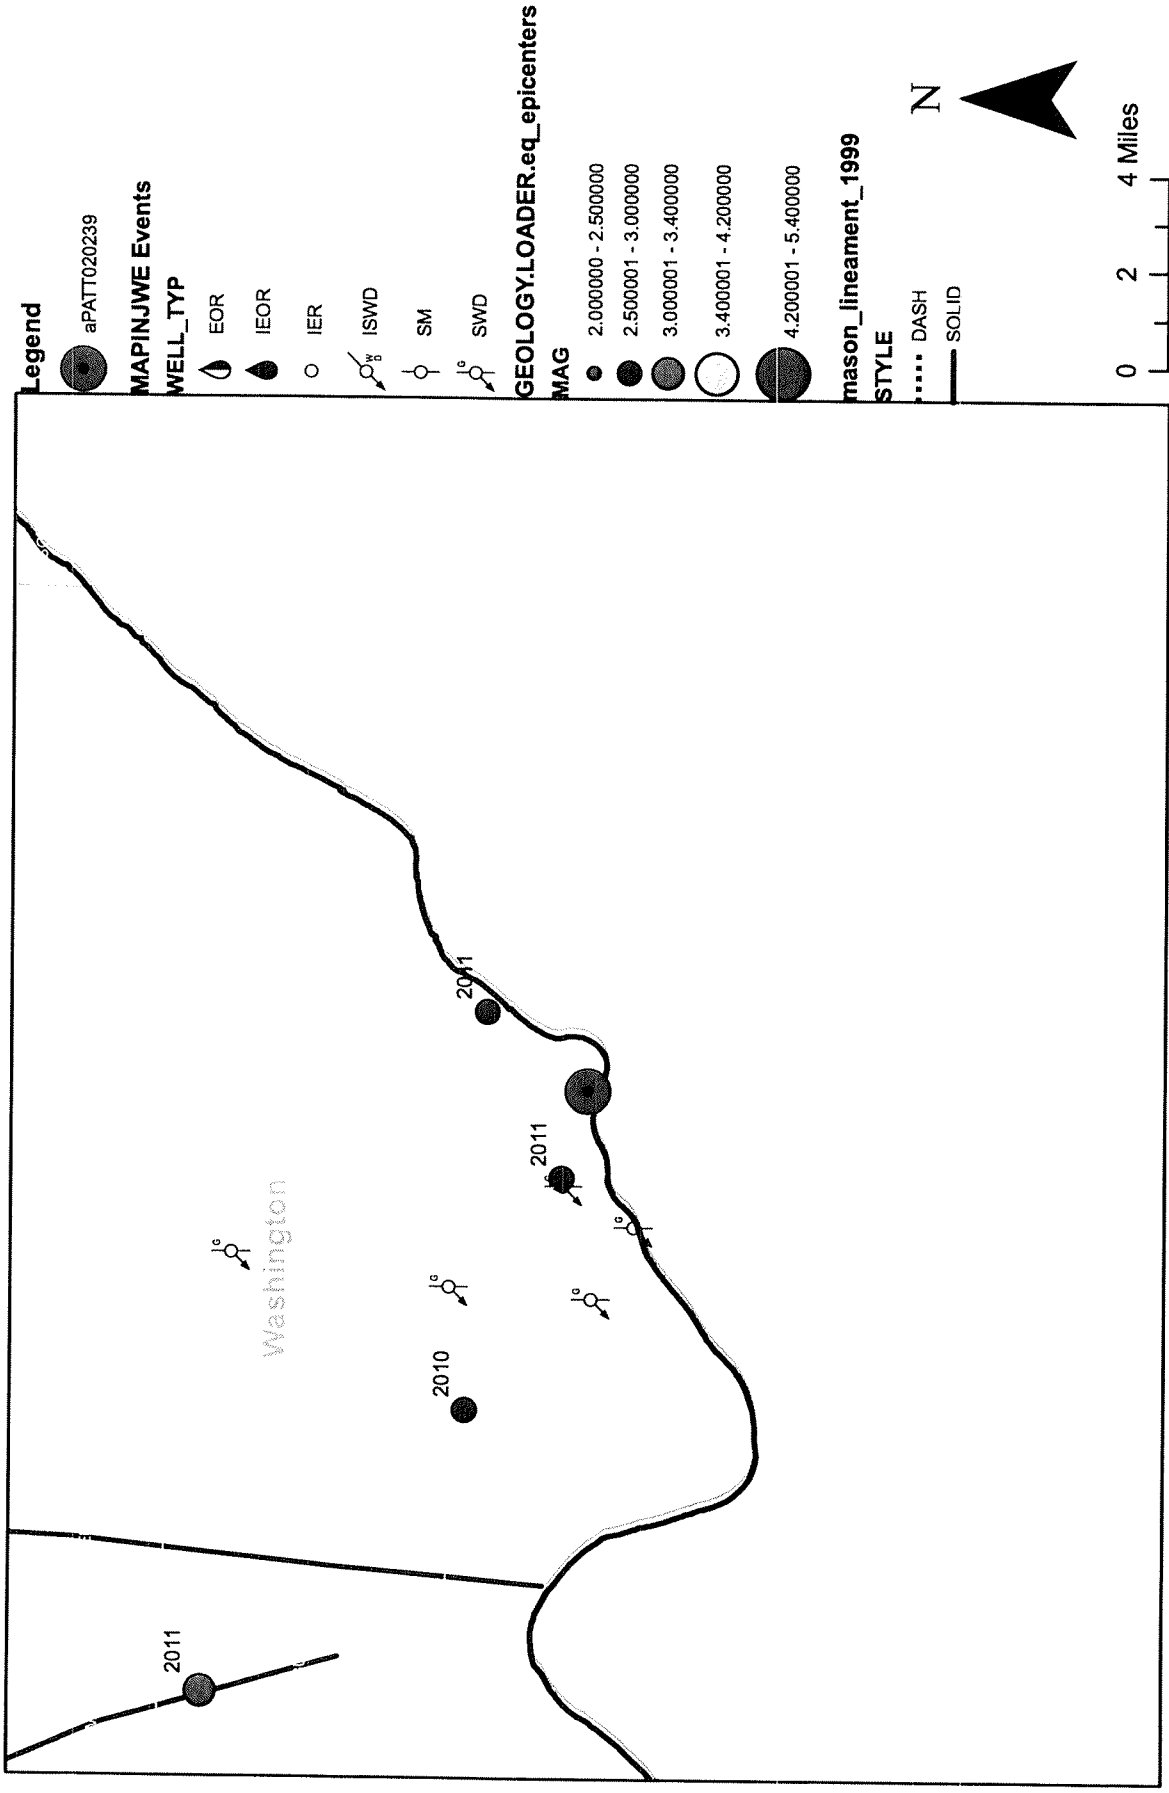 Legend
aPATT020239
MAPINJWE Events
WELL_TYP
EOR
IEOR
IER
ISWD
SM
SWD
GEOLOGY.LOADER.eq_epicenters
MAG
2.000000 - 2.500000
2.500001 - 3.000000
3.000001 - 3.400000
3.400001 - 4.200000
4.200001 - 5.400000
mason_lineament_1999
STYLE
DASH
SOLID
N
0 2 4 Miles
2011
2011
2010
2011
Washington
W
D
G
G
G
G
G